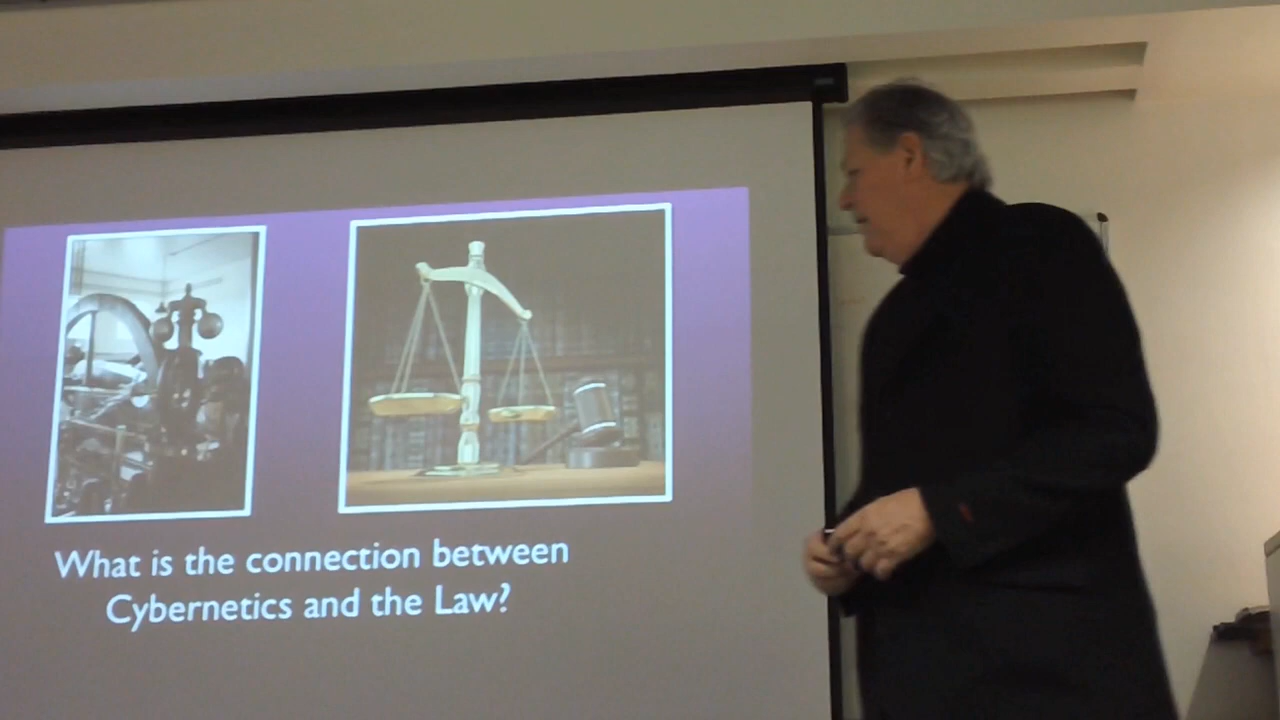 What is the connection between
Cybernetics and the Law?